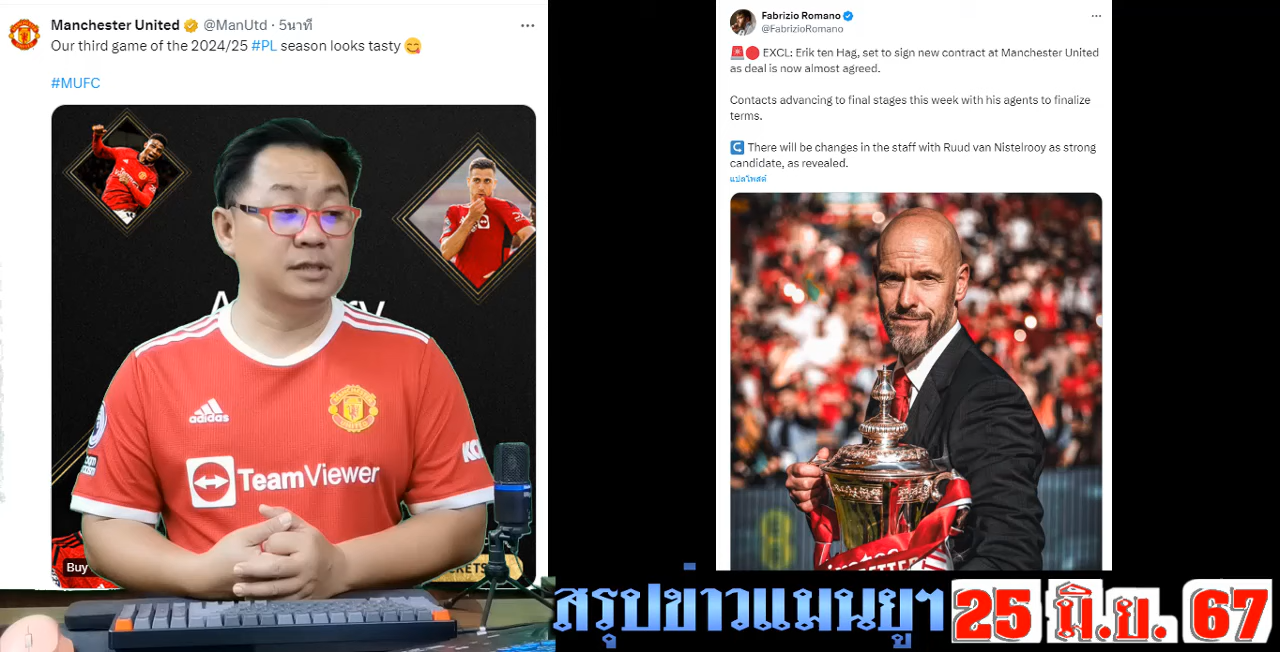 Manchester United @ManUtd · 5นาที
Our third game of the 2024/25 #PL season looks tasty 😋
#MUFC
adidas
TeamViewer
Buy
Fabrizio Romano
@FabrizioRomano
🚨🔴 EXCL: Erik ten Hag, set to sign new contract at Manchester United
as deal is now almost agreed.
Contacts advancing to final stages this week with his agents to finalize
terms.
↪️ There will be changes in the staff with Ruud van Nistelrooy as strong
candidate, as revealed.
แปลโพสต์
สรุปข่าวแมนยูฯ 25 มิ.ย. 67